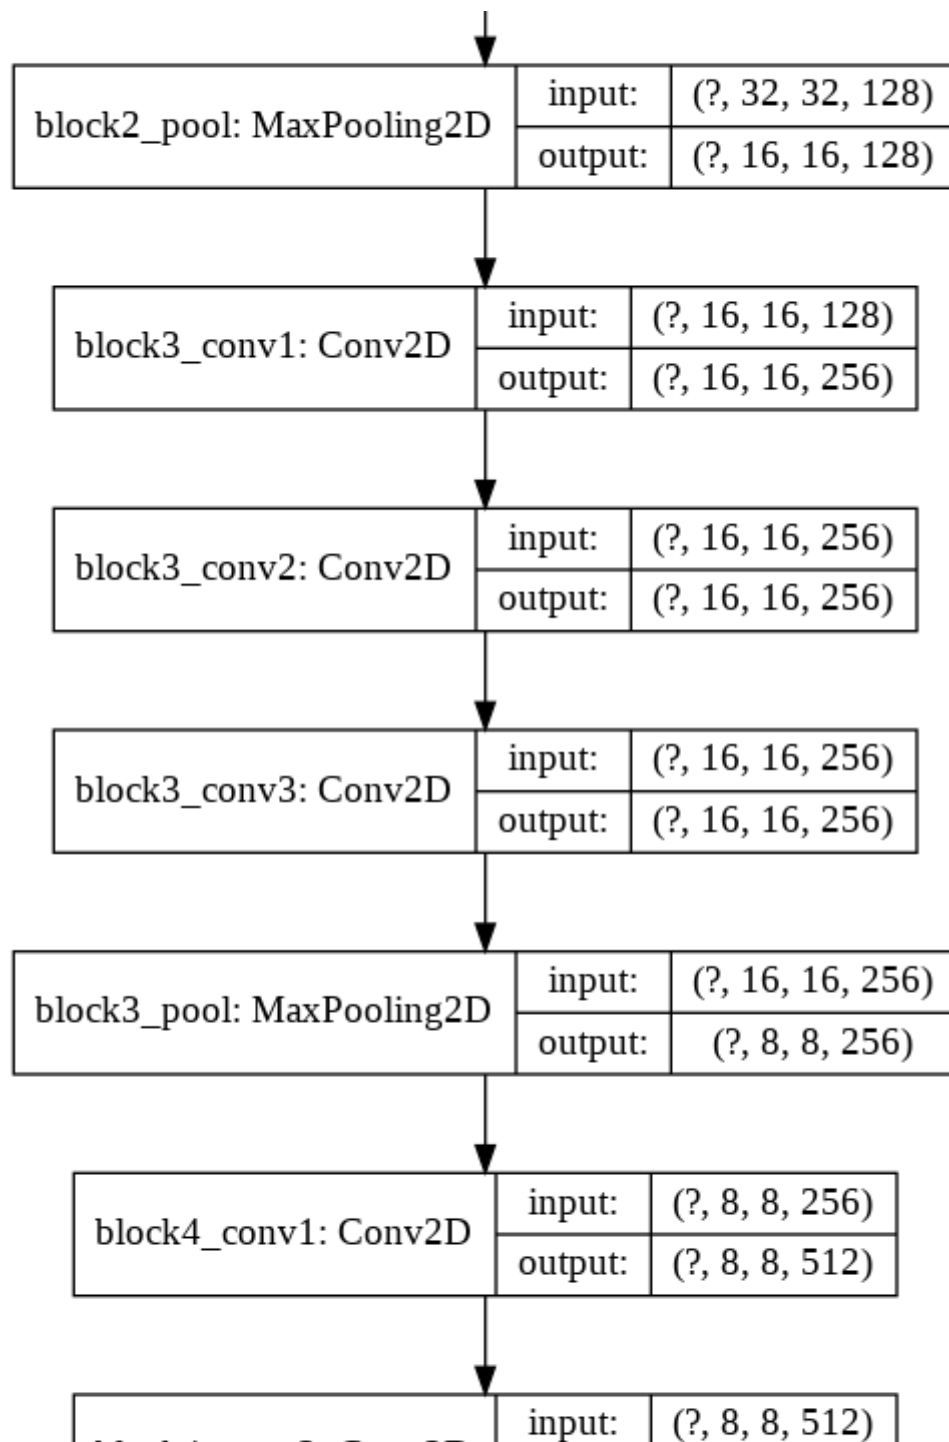 block2_pool: MaxPooling2D
input: (?, 32, 32, 128)
output: (?, 16, 16, 128)
block3_conv1: Conv2D
input: (?, 16, 16, 128)
output: (?, 16, 16, 256)
block3_conv2: Conv2D
input: (?, 16, 16, 256)
output: (?, 16, 16, 256)
block3_conv3: Conv2D
input: (?, 16, 16, 256)
output: (?, 16, 16, 256)
block3_pool: MaxPooling2D
input: (?, 16, 16, 256)
output: (?, 8, 8, 256)
block4_conv1: Conv2D
input: (?, 8, 8, 256)
output: (?, 8, 8, 512)
input: (?, 8, 8, 512)